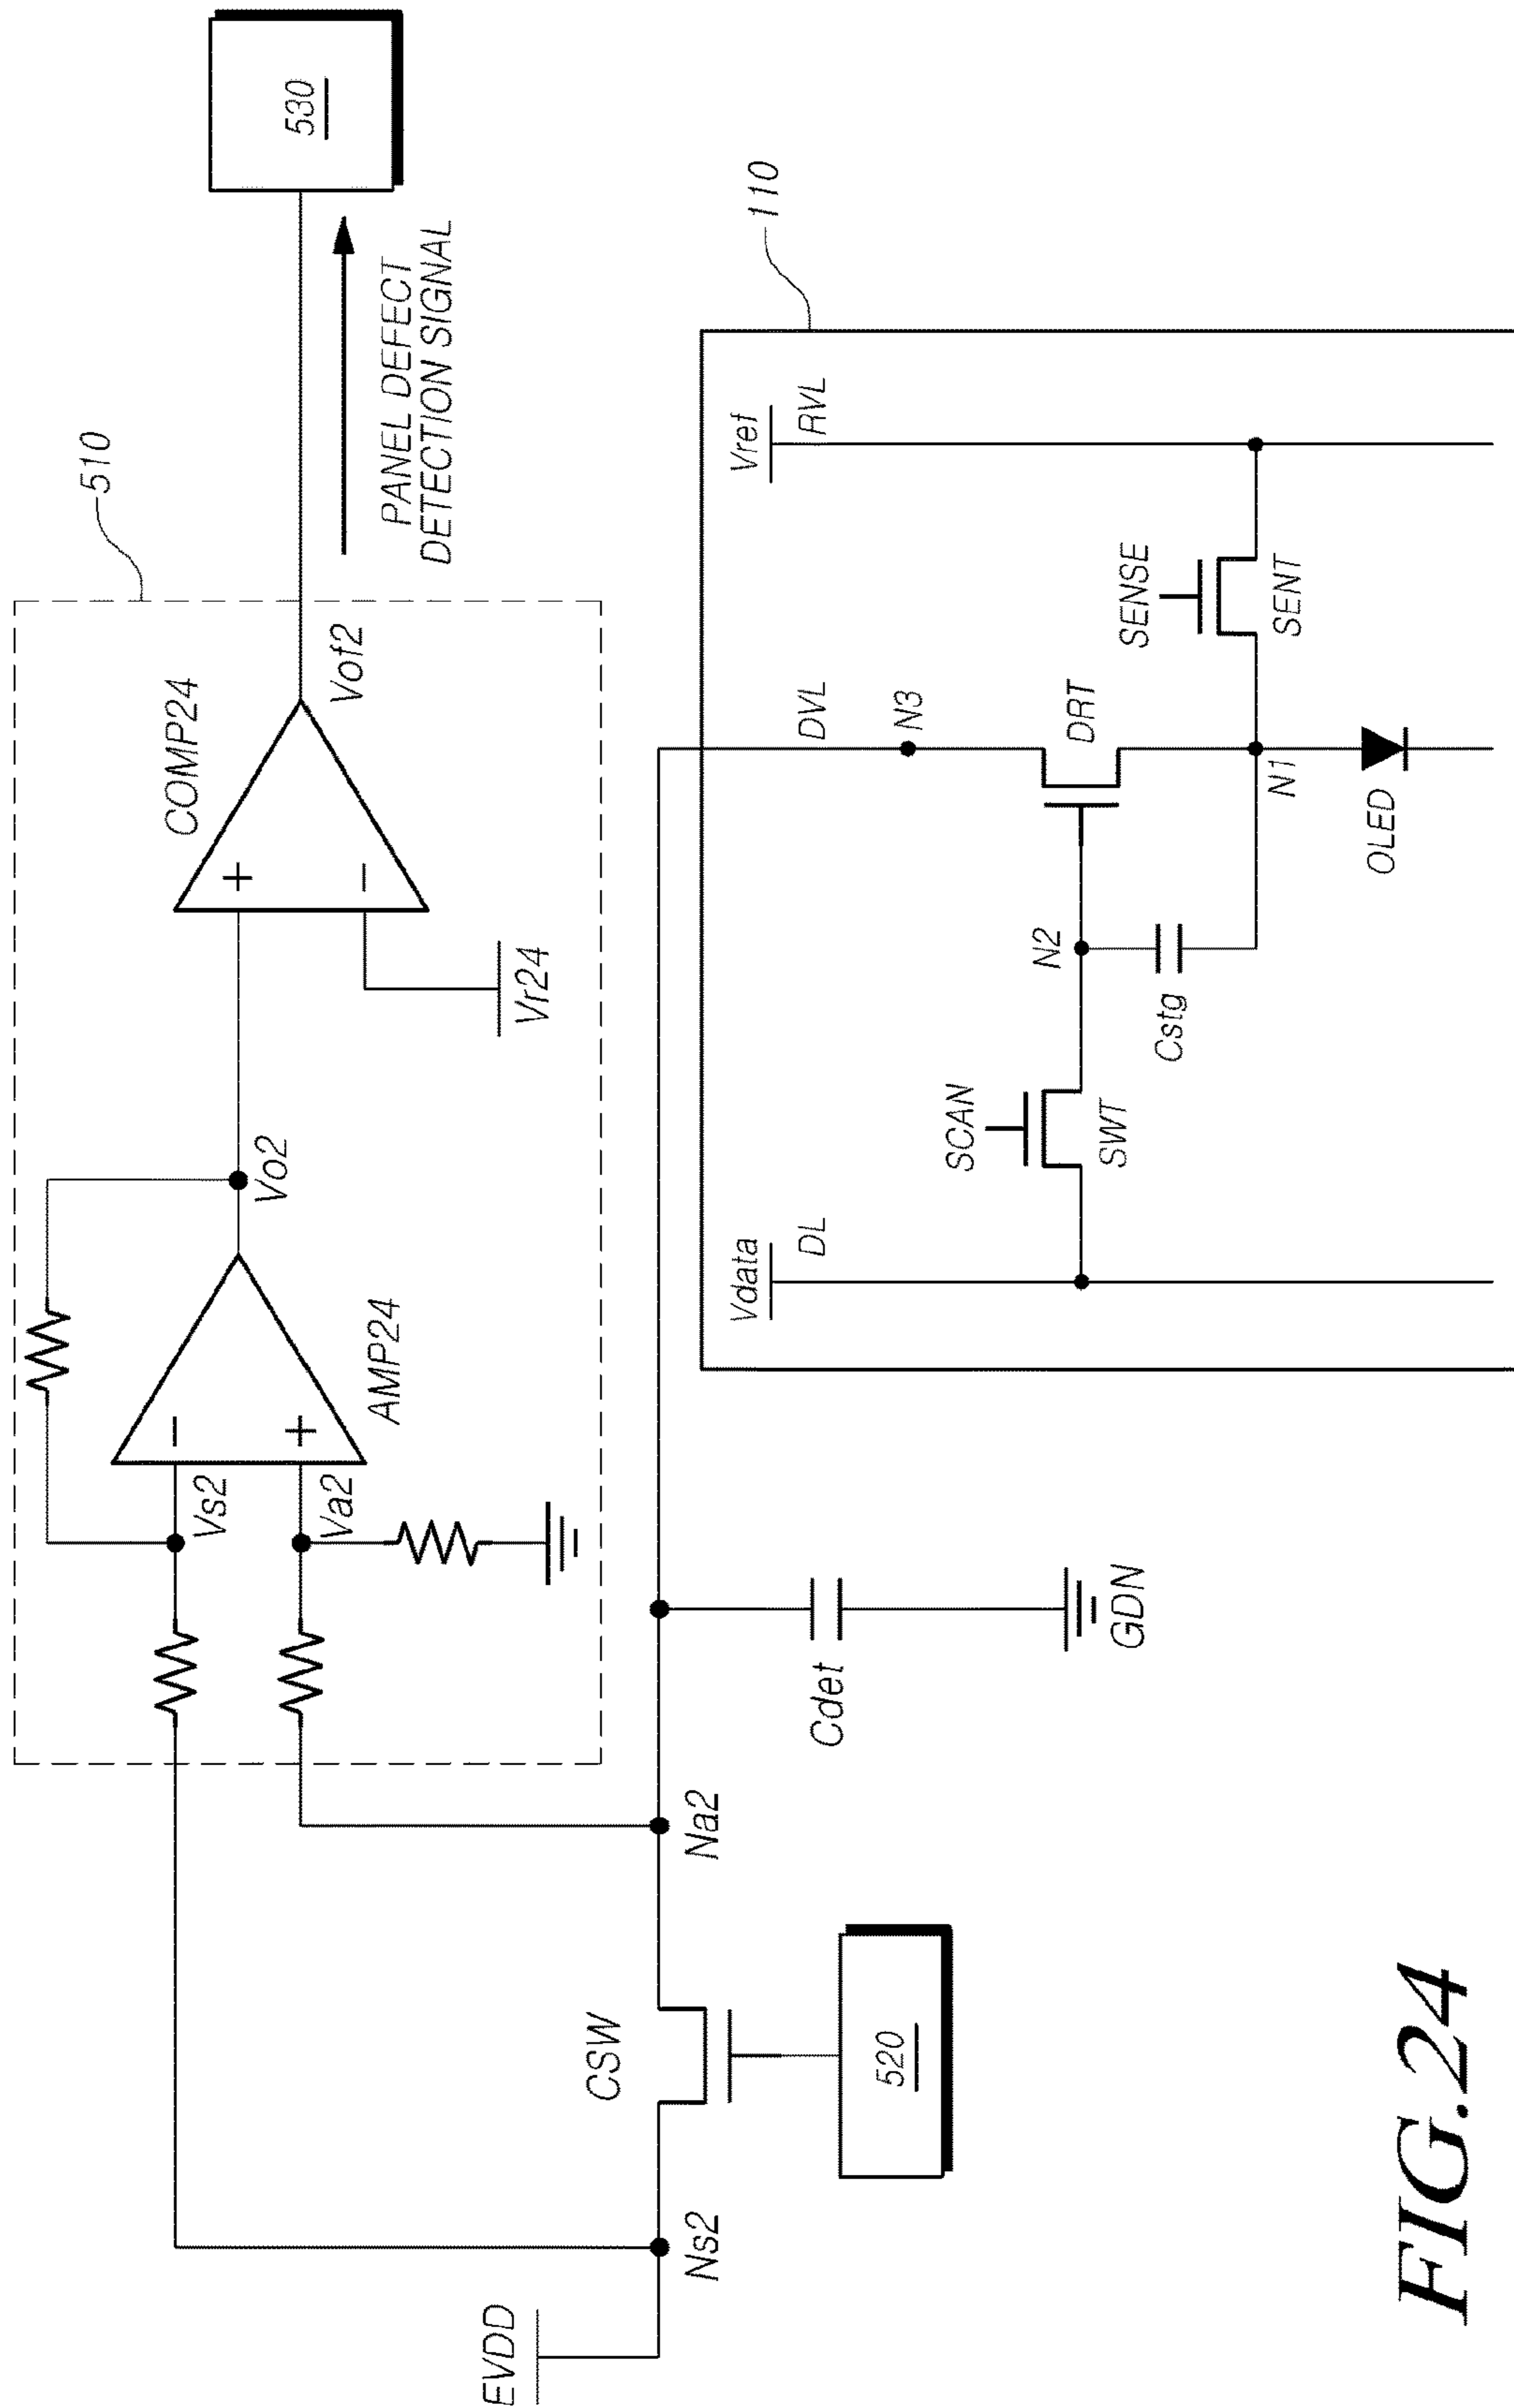 530
PANEL DEFECT
DETECTION SIGNAL
510
COMP24
Vof2
+
−
Vr24
Vo2
AMP24
−
+
Vs2
Va2
110
Vref
RVL
SENSE
SENT
DVL
N3
DRT
N1
OLED
N2
Cstg
SCAN
SWT
Vdata
DL
Cdet
GDN
Na2
CSW
520
Ns2
EVDD
FIG.24